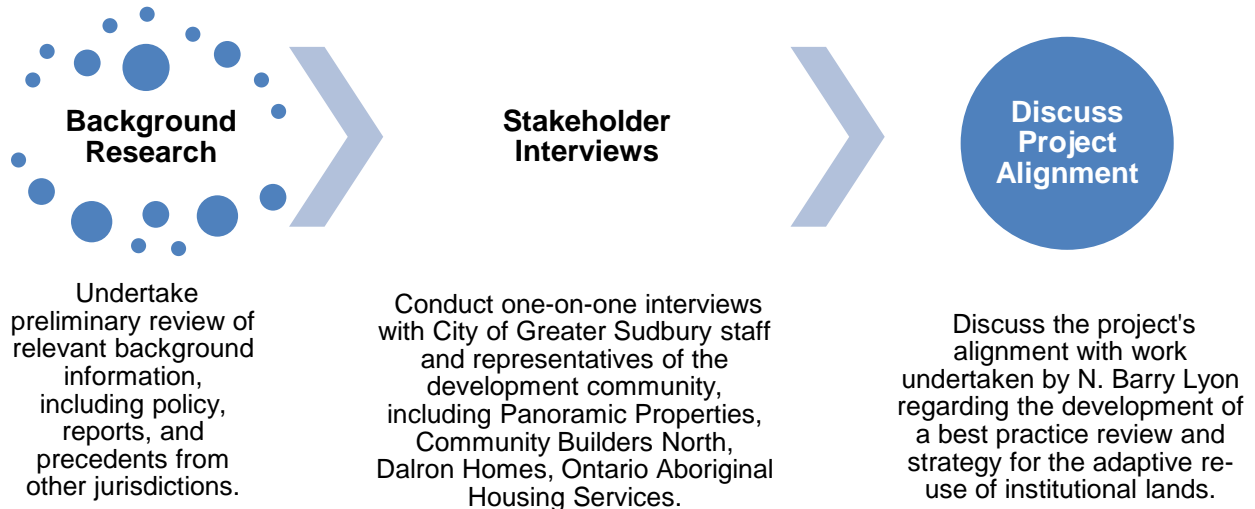 Background
Research
Stakeholder
Interviews
Discuss
Project
Alignment
Undertake
preliminary review of
relevant background
information,
including policy,
reports, and
precedents from
other jurisdictions.
Conduct one-on-one interviews
with City of Greater Sudbury staff
and representatives of the
development community,
including Panoramic Properties,
Community Builders North,
Dalron Homes, Ontario Aboriginal
Housing Services.
Discuss the project's
alignment with work
undertaken by N. Barry Lyon
regarding the development of
a best practice review and
strategy for the adaptive re-
use of institutional lands.